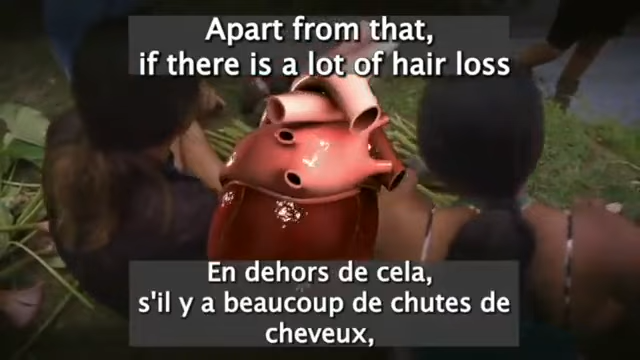 Apart from that,
if there is a lot of hair loss
En dehors de cela,
s'il y a beaucoup de chutes de
cheveux,